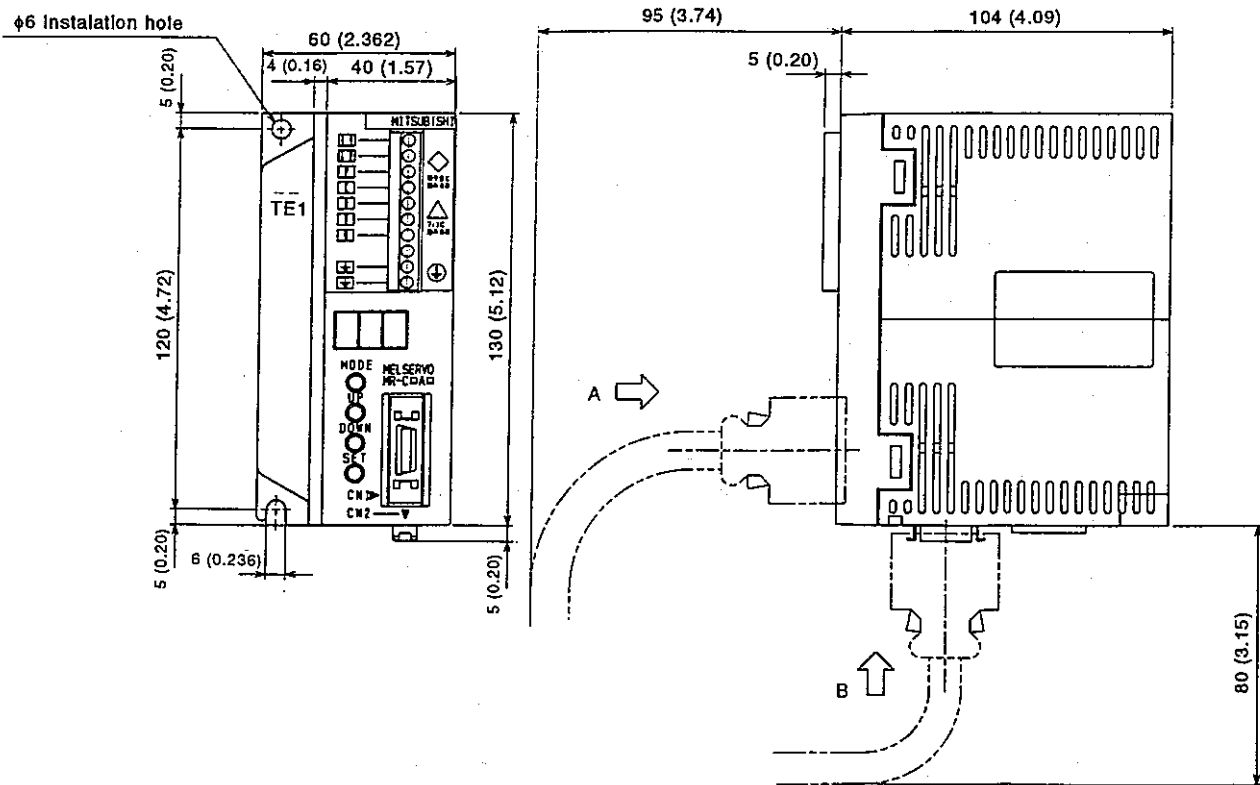 φ6 Instalation hole
95 (3.74)
104 (4.09)
60 (2.362)
4 (0.16)
40 (1.57)
5 (0.20)
5 (0.20)
MITSUBISHI
TE1
120 (4.72)
130 (5.12)
MODE
UP
DOWN
SET
MELSERVO
MR-C□A□
CN1
CN2
A
5 (0.20)
6 (0.236)
5 (0.20)
B
80 (3.15)